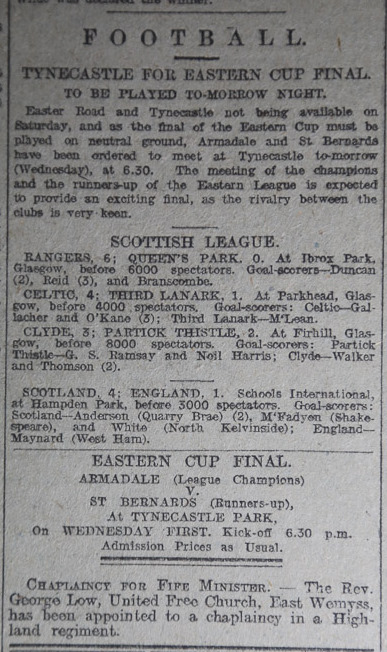 FOOTBALL.
TYNECASTLE FOR EASTERN CUP FINAL.
TO BE PLAYED TO-MORROW NIGHT.
Easter Road and Tynecastle not being available on
Saturday, and as the final of the Eastern Cup must be
played on neutral ground, Armadale and St Bernards
have been ordered to meet at Tynecastle to-morrow
(Wednesday), at 6.30. The meeting of the champions
and the runners-up of the Eastern League is expected
to provide an exciting final, as the rivalry between the
clubs is very keen.
SCOTTISH LEAGUE.
RANGERS, 6; QUEEN'S PARK. 0. At Ibrox Park,
Glasgow, before 6000 spectators. Goal-scorers—Duncan
(2), Reid (3), and Branscombe.
CELTIC, 4; THIRD LANARK, 1. At Parkhead, Glas-
gow, before 4000 spectators. Goal-scorers: Celtic—Gal-
lacher and O'Kane (3); Third Lanark—M'Lean.
CLYDE, 3; PARTICK THISTLE, 2. At Firhill, Glas-
gow, before 8000 spectators. Goal-scorers: Partick
Thistle—G. S. Ramsay and Neil Harris; Clyde—Walker
and Thomson (2).
SCOTLAND, 4; ENGLAND, 1. Schools International,
at Hampden Park, before 3000 spectators. Goal-scorers:
Scotland—Anderson (Quarry Brae) (2), M'Fadyen (Shake-
speare), and White (North Kelvinside); England—
Maynard (West Ham).
EASTERN CUP FINAL.
ARMADALE (League Champions)
V.
ST BERNARDS (Runners-up),
At TYNECASTLE PARK,
On WEDNESDAY FIRST. Kick-off 6.30 p.m.
Admission Prices as Usual.
CHAPLAINCY FOR FIFE MINISTER. — The Rev.
George Low, United Free Church, East Wemyss,
has been appointed to a chaplaincy in a High-
land regiment.